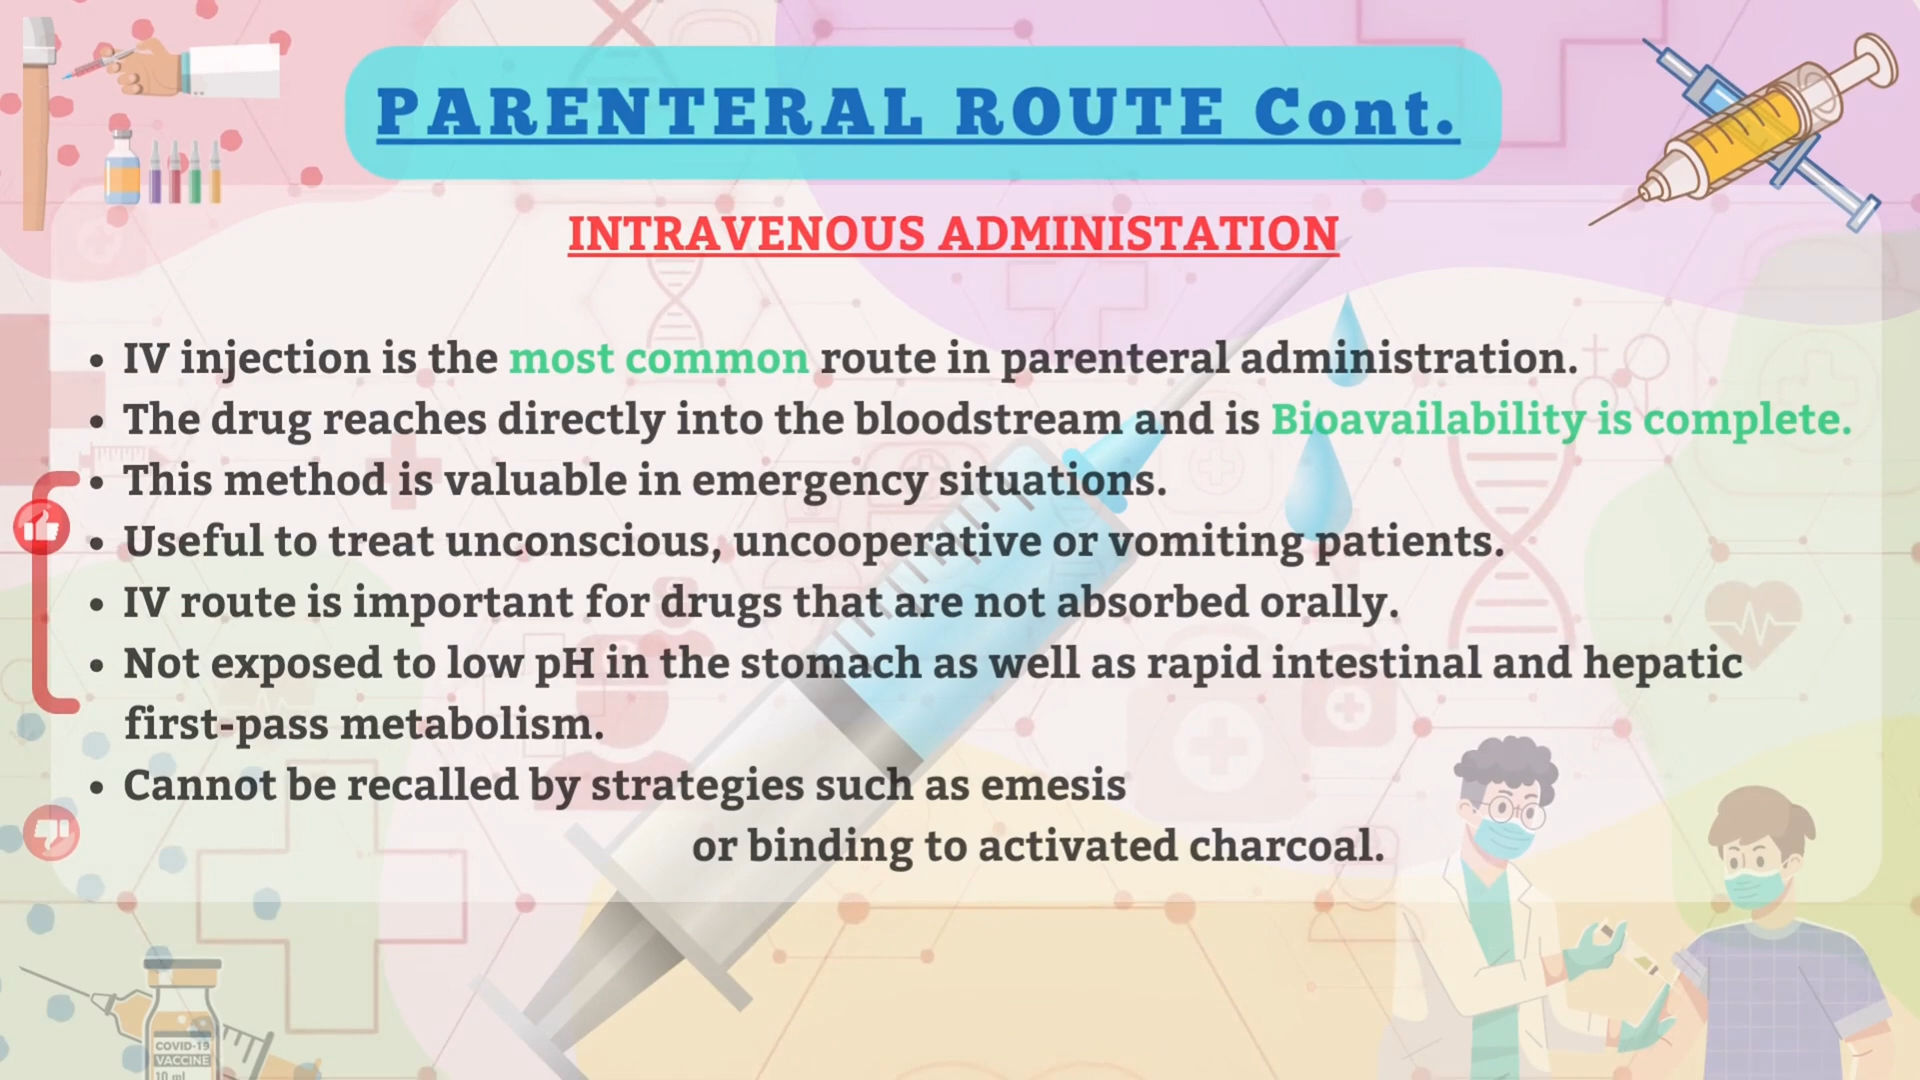 PARENTERAL ROUTE Cont.
INTRAVENOUS ADMINISTATION
• IV injection is the most common route in parenteral administration.
• The drug reaches directly into the bloodstream and is Bioavailability is complete.
• This method is valuable in emergency situations.
• Useful to treat unconscious, uncooperative or vomiting patients.
• IV route is important for drugs that are not absorbed orally.
• Not exposed to low pH in the stomach as well as rapid intestinal and hepatic
first-pass metabolism.
• Cannot be recalled by strategies such as emesis
or binding to activated charcoal.
COVID-19
VACCINE
10 ml